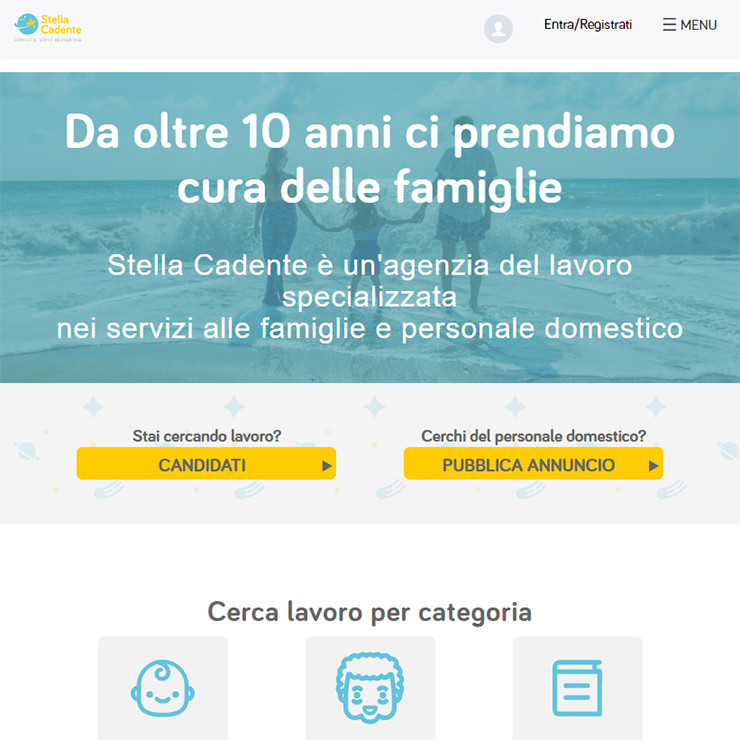 Stella
Cadente
Entra/Registrati
MENU
Da oltre 10 anni ci prendiamo
cura delle famiglie
Stella Cadente è un'agenzia del lavoro
specializzata
nei servizi alle famiglie e personale domestico
Stai cercando lavoro?
CANDIDATI
Cerchi del personale domestico?
PUBBLICA ANNUNCIO
Cerca lavoro per categoria